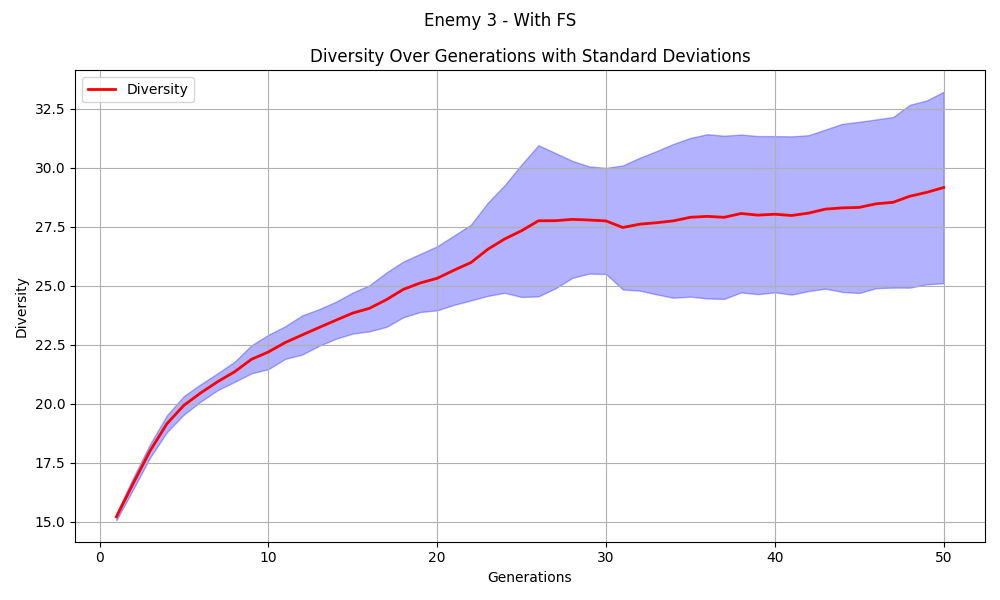 Enemy 3 - With FS
Diversity Over Generations with Standard Deviations
Diversity
32.5
30.0
27.5
25.0
22.5
20.0
17.5
15.0
Diversity
0 10 20 30 40 50
Generations